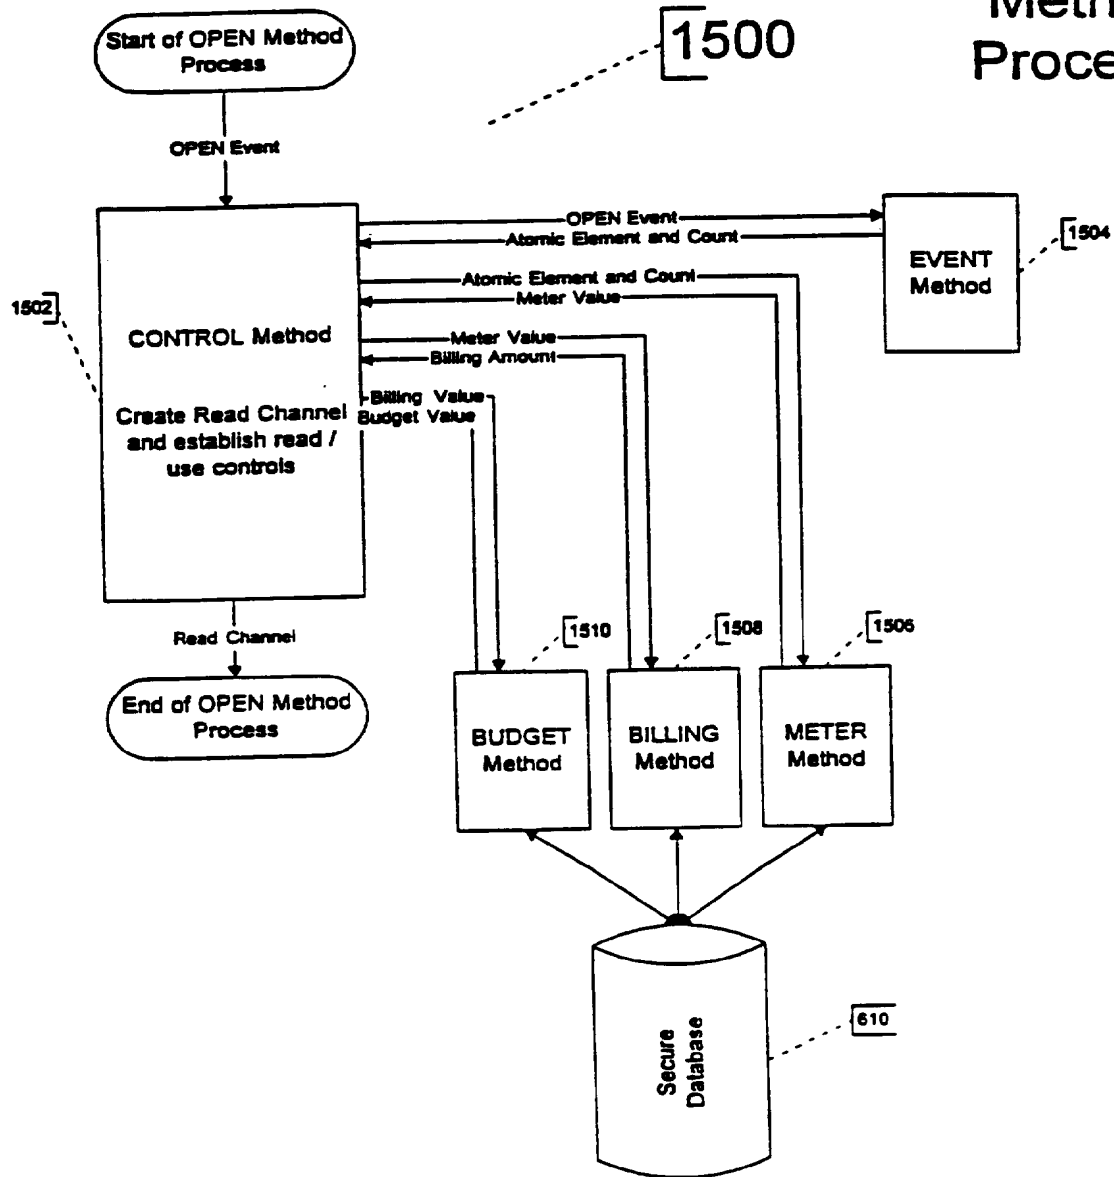 Start of OPEN Method
Process
1500
Meth
Proce
OPEN Event
OPEN Event
Atomic Element and Count
EVENT
Method
1504
Atomic Element and Count
Meter Value
1502
CONTROL Method
Meter Value
Billing Amount
Billing Value
Budget Value
Create Read Channel
and establish read /
use controls
Read Channel
1510
1508
1506
End of OPEN Method
Process
BUDGET
Method
BILLING
Method
METER
Method
610
Secure
Database